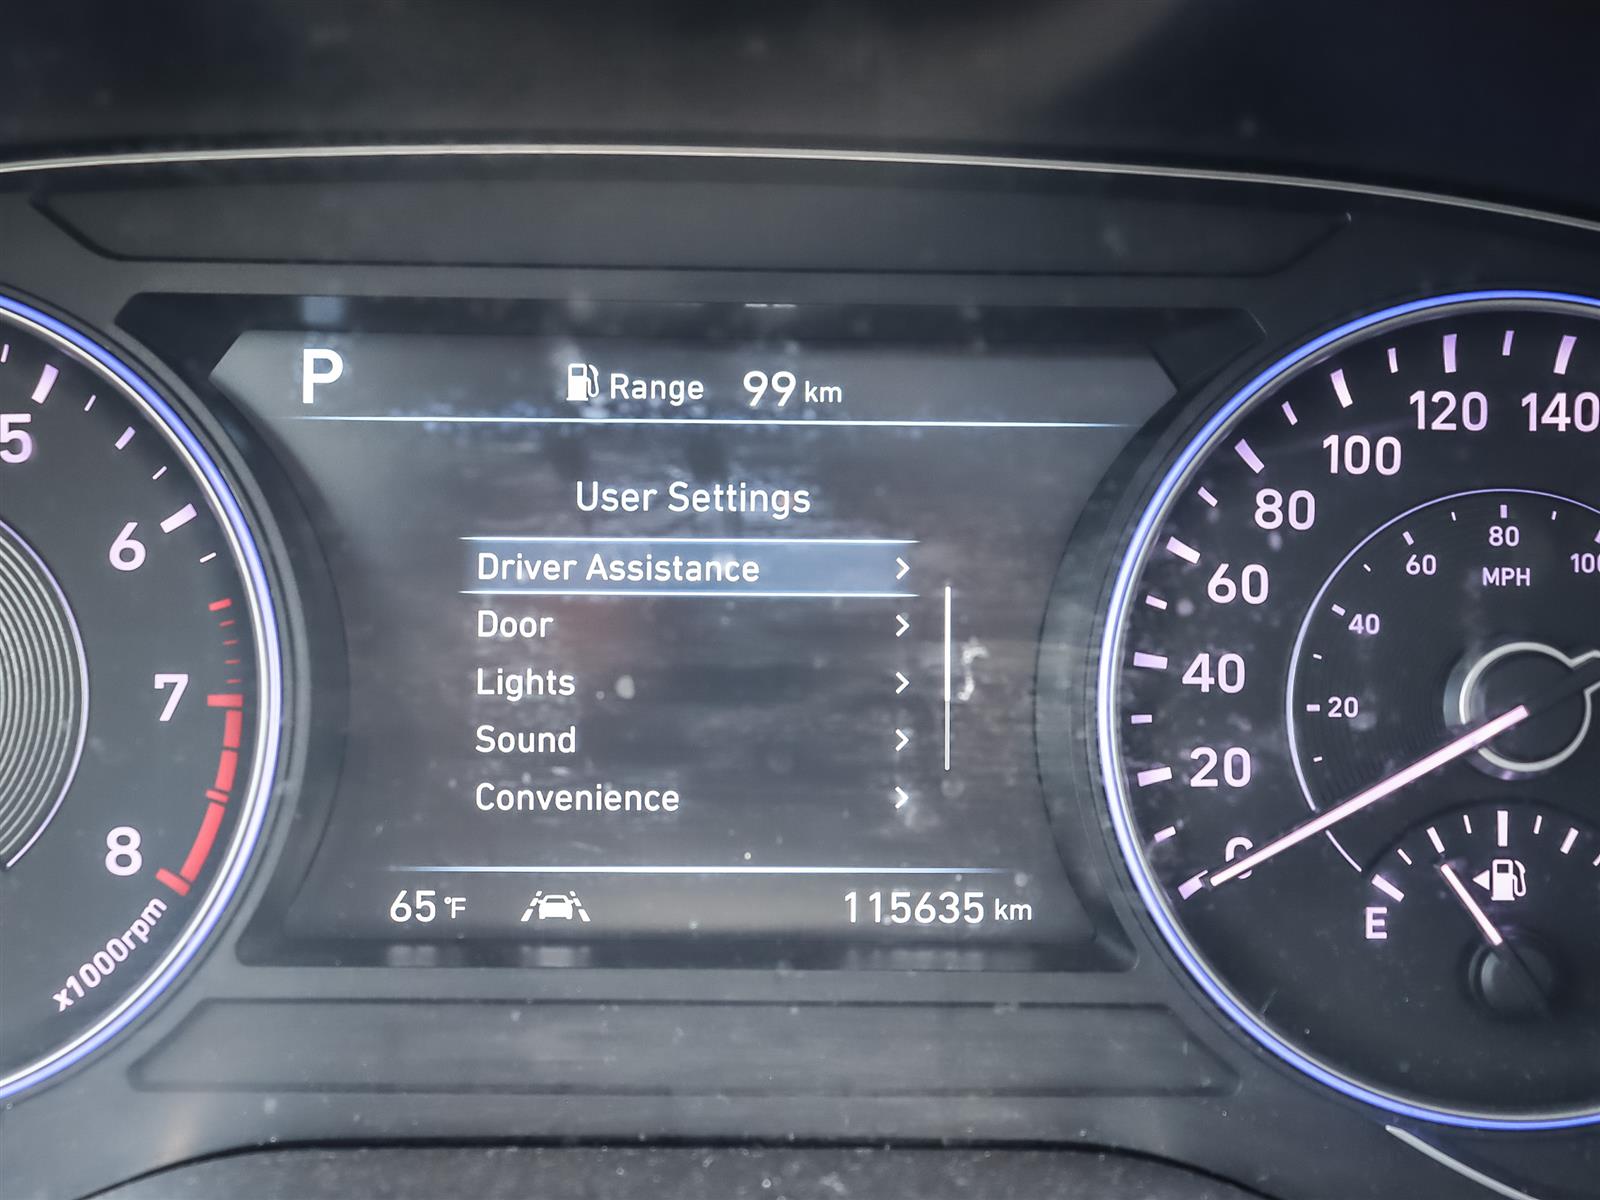 P
Range 99 km
User Settings
Driver Assistance >
Door >
Lights >
Sound >
Convenience >
65 °F
115635 km
5
6
7
8
x1000rpm
0
20
40
60
80
100
120
140
20
40
60
80
100
MPH
E